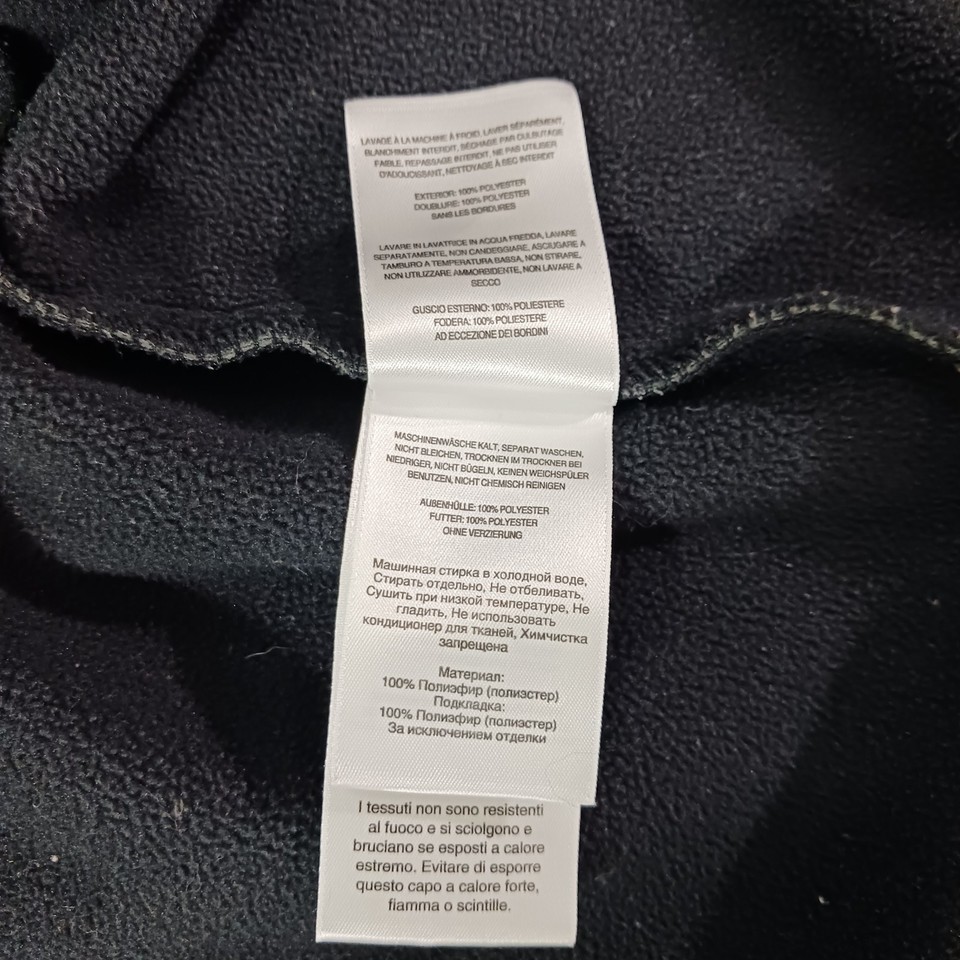 LAVAGE À LA MACHINE À FROID, LAVER SÉPARÉMENT,
BLANCHIMENT INTERDIT, SÉCHAGE PAR CULBUTAGE
FAIBLE, REPASSAGE INTERDIT, NE PAS UTILISER
D'ADOUCISSANT, NETTOYAGE À SEC INTERDIT
EXTERIOR: 100% POLYESTER
DOUBLURE: 100% POLYESTER
SANS LES BORDURES
LAVARE IN LAVATRICE IN ACQUA FREDDA, LAVARE
SEPARATAMENTE, NON CANDEGGIARE, ASCIUGARE A
TAMBURO A TEMPERATURA BASSA, NON STIRARE,
NON UTILIZZARE AMMORBIDENTE, NON LAVARE A
SECCO
GUSCIO ESTERNO: 100% POLIESTERE
FODERA: 100% POLIESTERE
AD ECCEZIONE DEI BORDINI
MASCHINENWÄSCHE KALT, SEPARAT WASCHEN,
NICHT BLEICHEN, TROCKNEN IM TROCKNER BEI
NIEDRIGER, NICHT BÜGELN, KEINEN WEICHSPÜLER
BENUTZEN, NICHT CHEMISCH REINIGEN
AUßENHÜLLE: 100% POLYESTER
FUTTER: 100% POLYESTER
OHNE VERZIERUNG
Машинная стирка в холодной воде,
Стирать отдельно, Не отбеливать,
Сушить при низкой температуре, Не
гладить, Не использовать
кондиционер для тканей, Химчистка
запрещена
Материал:
100% Полиэфир (полиэстер)
Подкладка:
100% Полиэфир (полиэстер)
За исключением отделки
I tessuti non sono resistenti
al fuoco e si sciolgono e
bruciano se esposti a calore
estremo. Evitare di esporre
questo capo a calore forte,
fiamma o scintille.